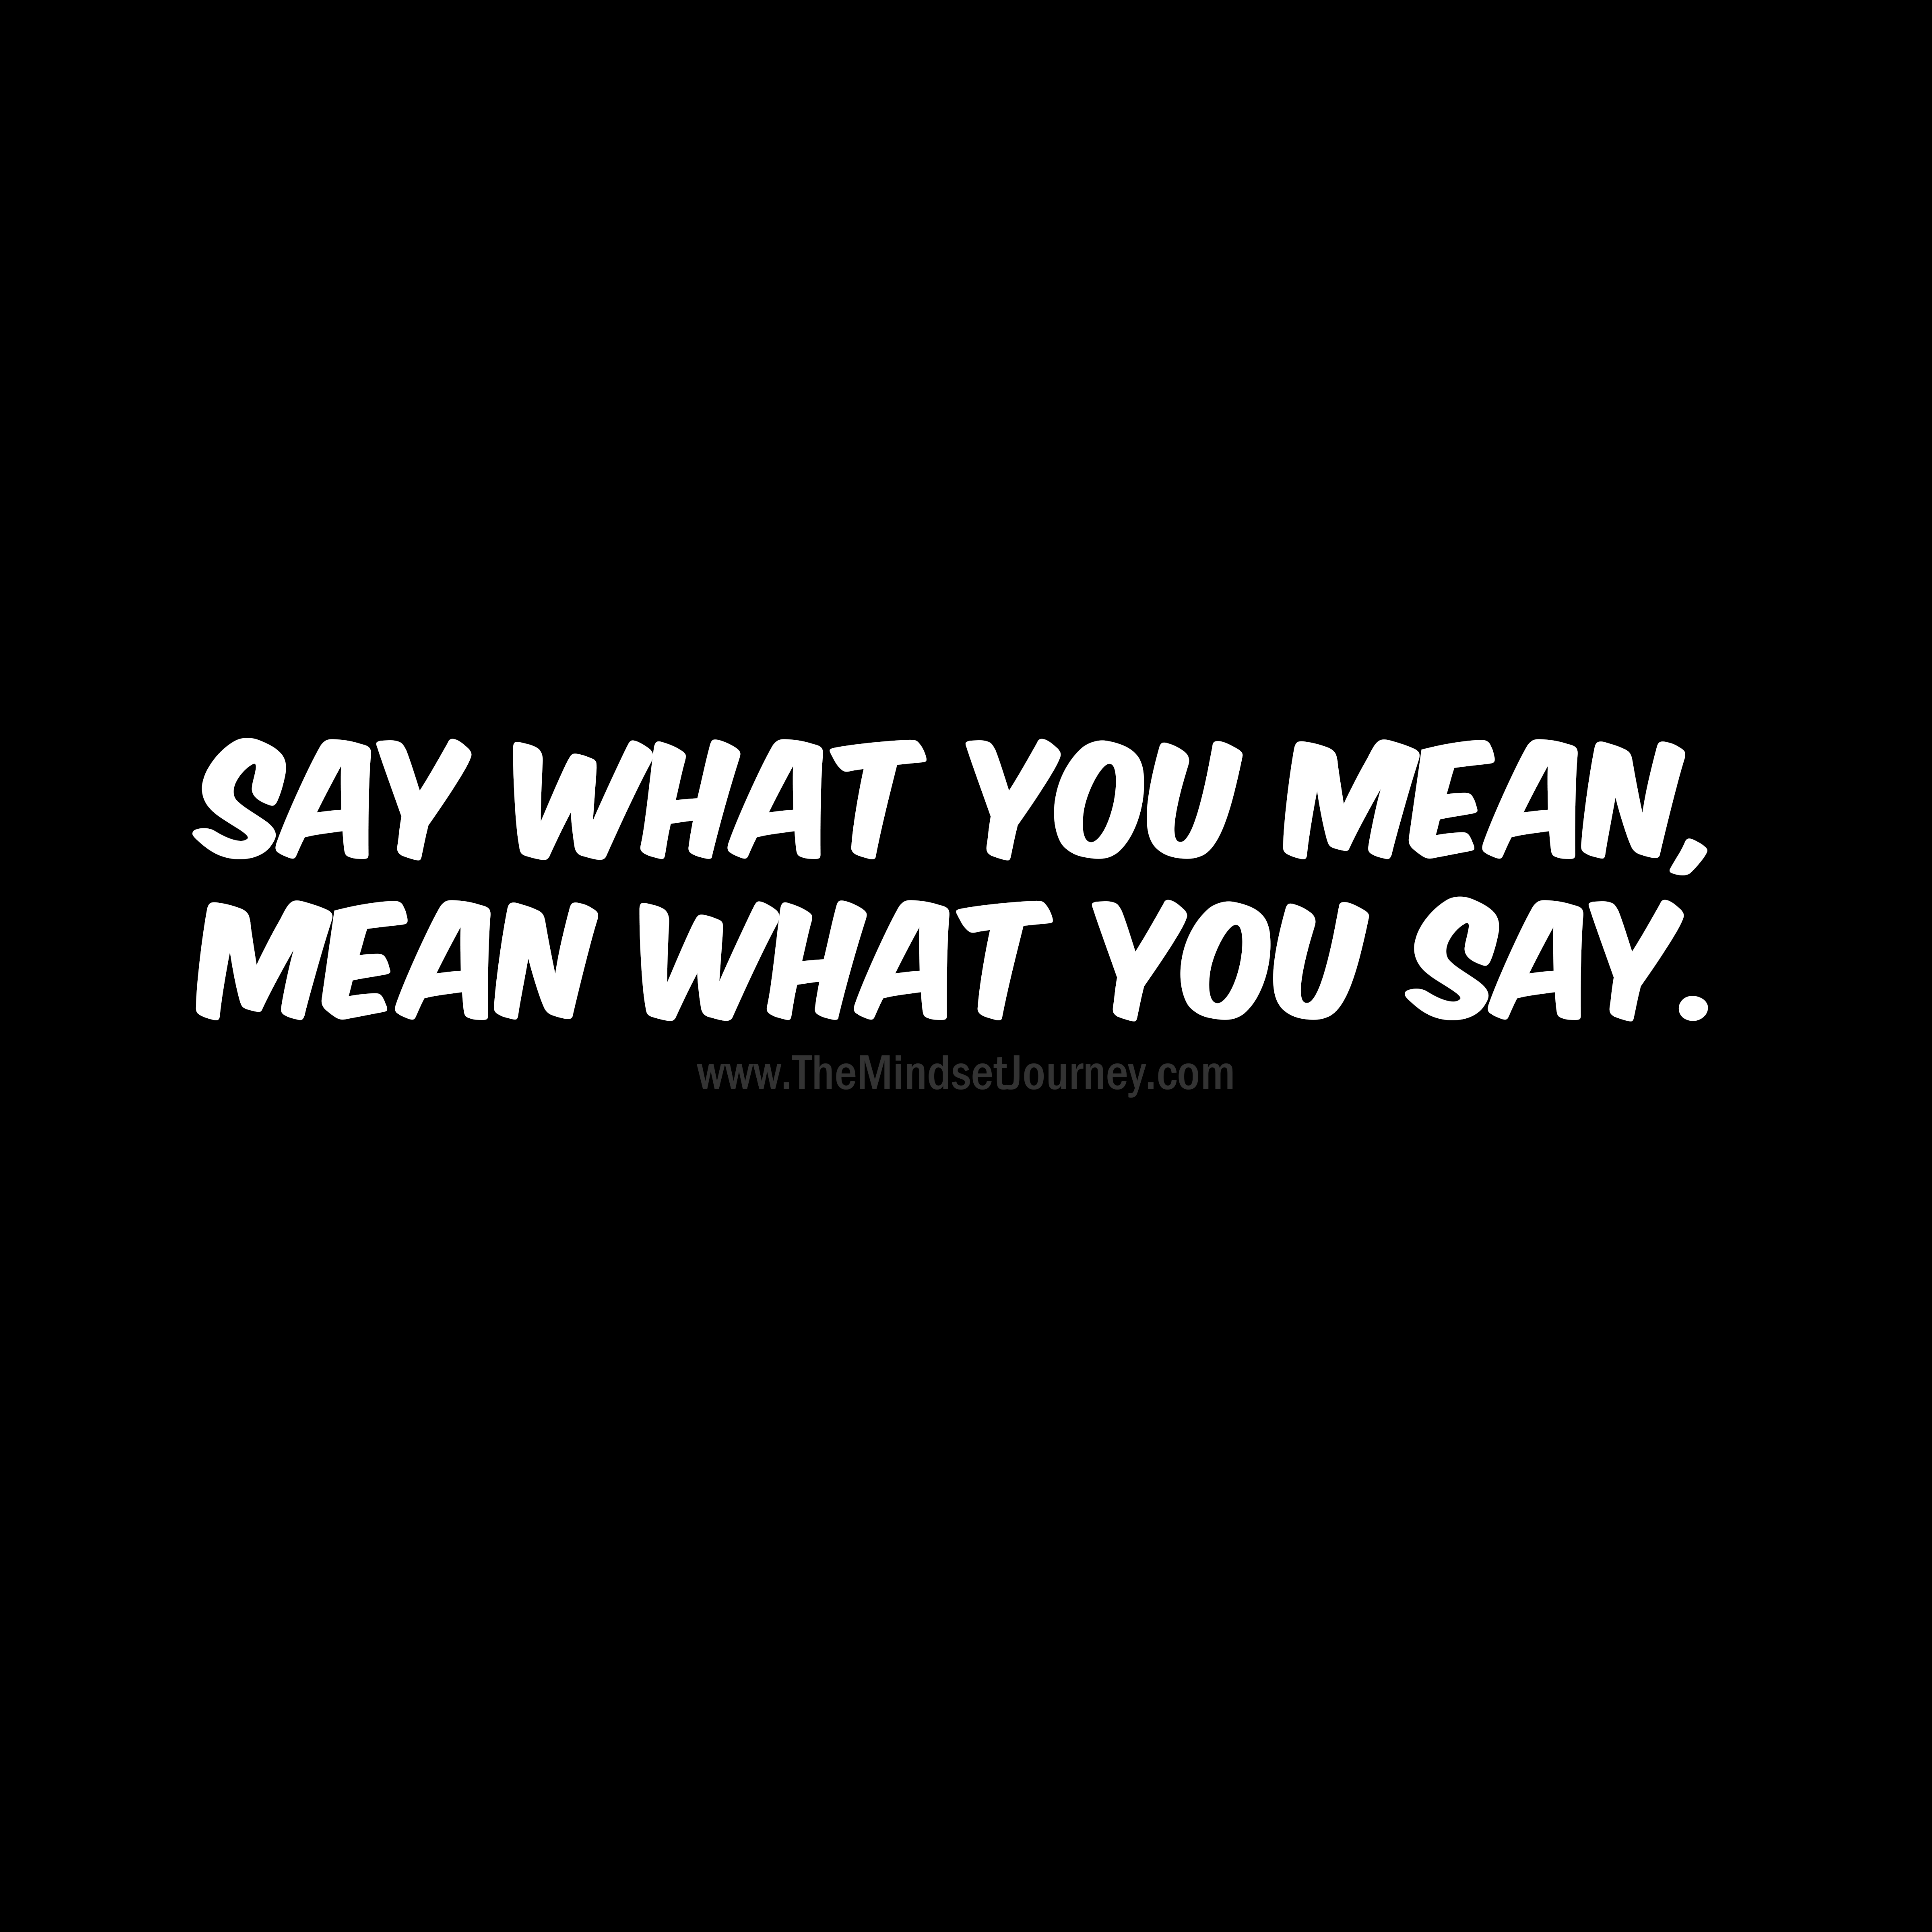 SAY WHAT YOU MEAN,
MEAN WHAT YOU SAY.
www.TheMindsetJourney.com